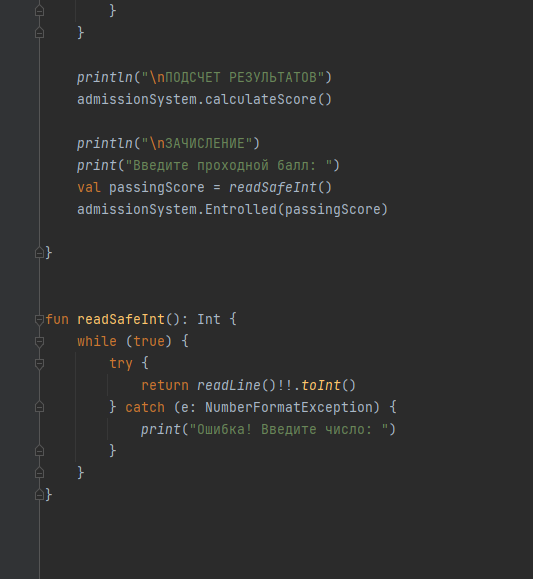 }
    }

    println("\nПОДСЧЕТ РЕЗУЛЬТАТОВ")
    admissionSystem.calculateScore()

    println("\nЗАЧИСЛЕНИЕ")
    print("Введите проходной балл: ")
    val passingScore = readSafeInt()
    admissionSystem.Entrolled(passingScore)

}

fun readSafeInt(): Int {
    while (true) {
        try {
            return readLine()!!.toInt()
        } catch (e: NumberFormatException) {
            print("Ошибка! Введите число: ")
        }
    }
}